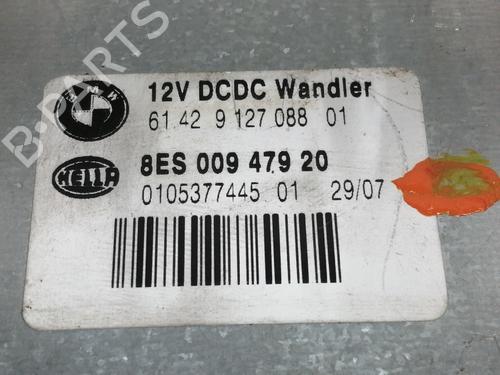 B-PARTS
BMW
12V DCDC Wandler
61 42 9 127 088 01
HELLA
8ES 009 479 20
0105377445 01 29/07